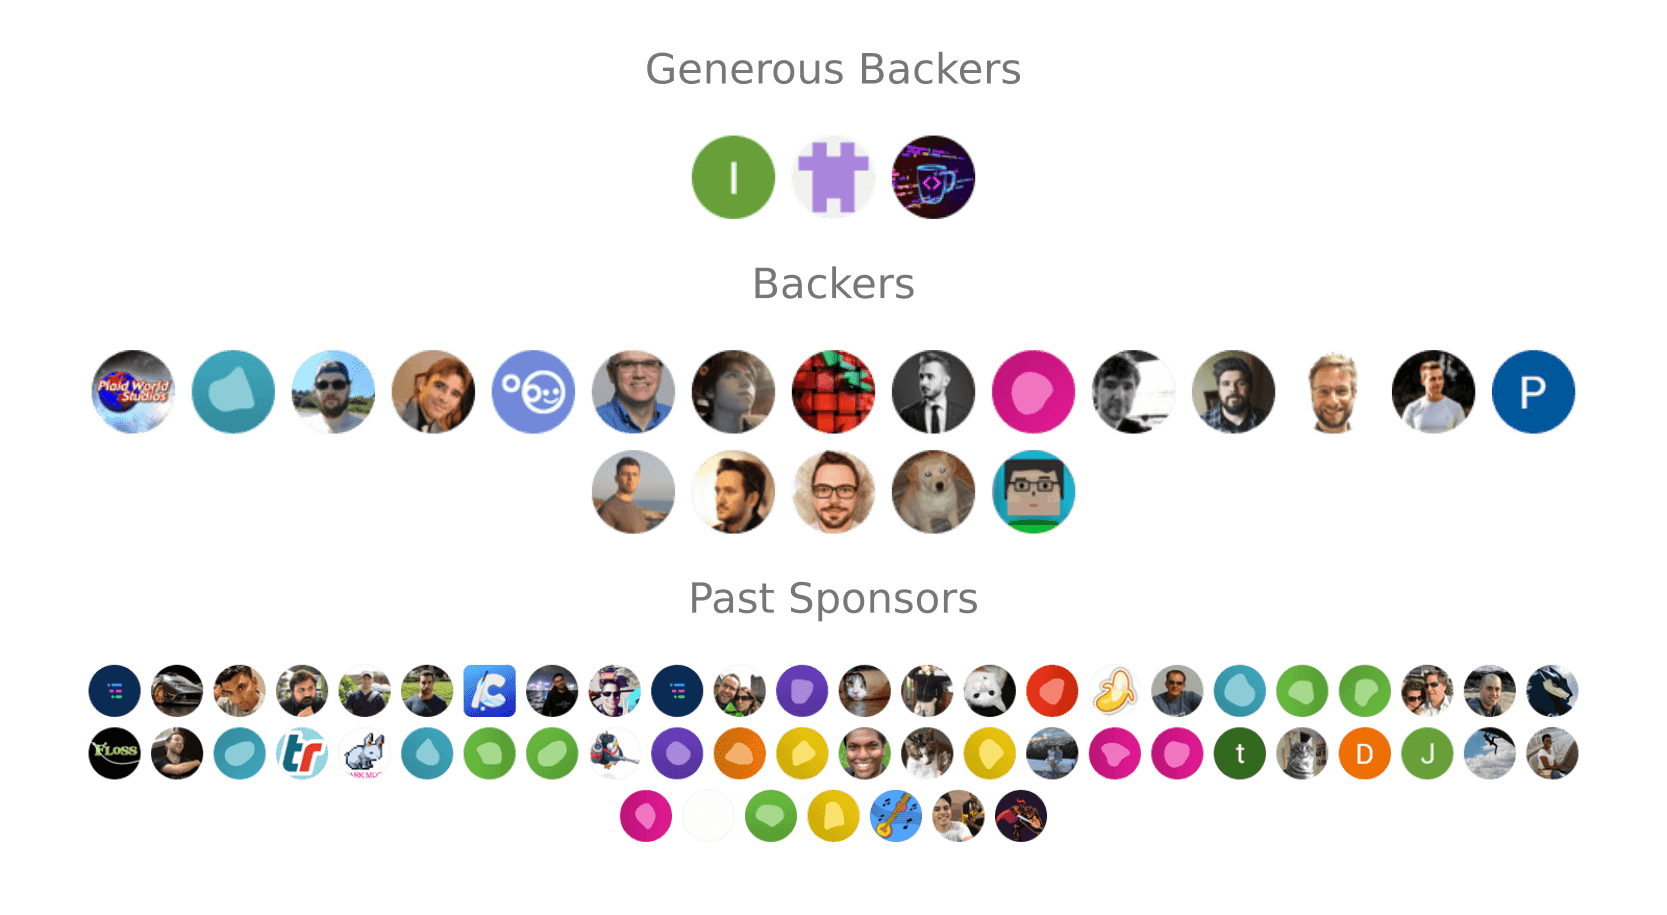 Generous Backers
I
Backers
Plaid World
Studios
P
Past Sponsors
FLOSS
tr
t
D
J